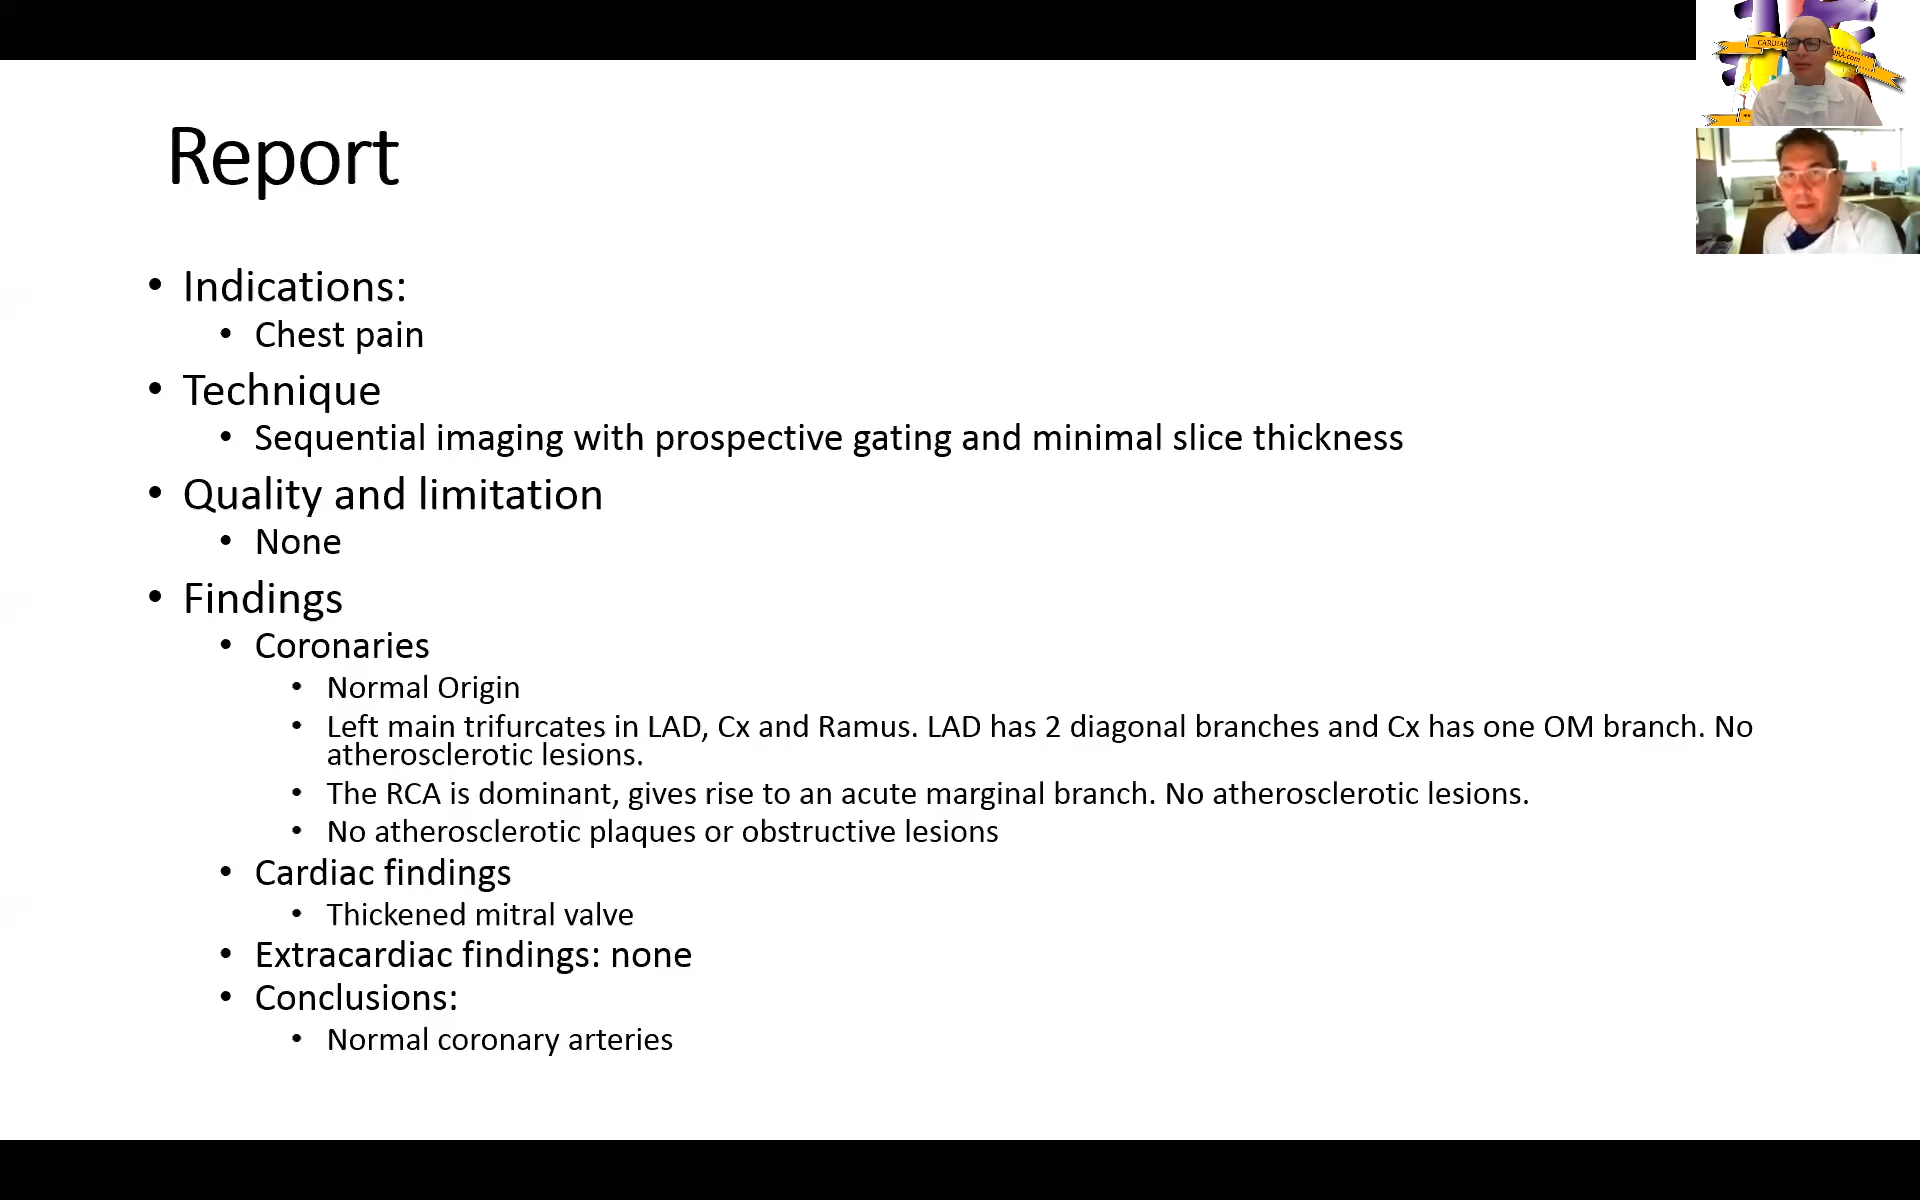 Report
• Indications:
• Chest pain
• Technique
• Sequential imaging with prospective gating and minimal slice thickness
• Quality and limitation
• None
• Findings
• Coronaries
• Normal Origin
• Left main trifurcates in LAD, Cx and Ramus. LAD has 2 diagonal branches and Cx has one OM branch. No
atherosclerotic lesions.
• The RCA is dominant, gives rise to an acute marginal branch. No atherosclerotic lesions.
• No atherosclerotic plaques or obstructive lesions
• Cardiac findings
• Thickened mitral valve
• Extracardiac findings: none
• Conclusions:
• Normal coronary arteries